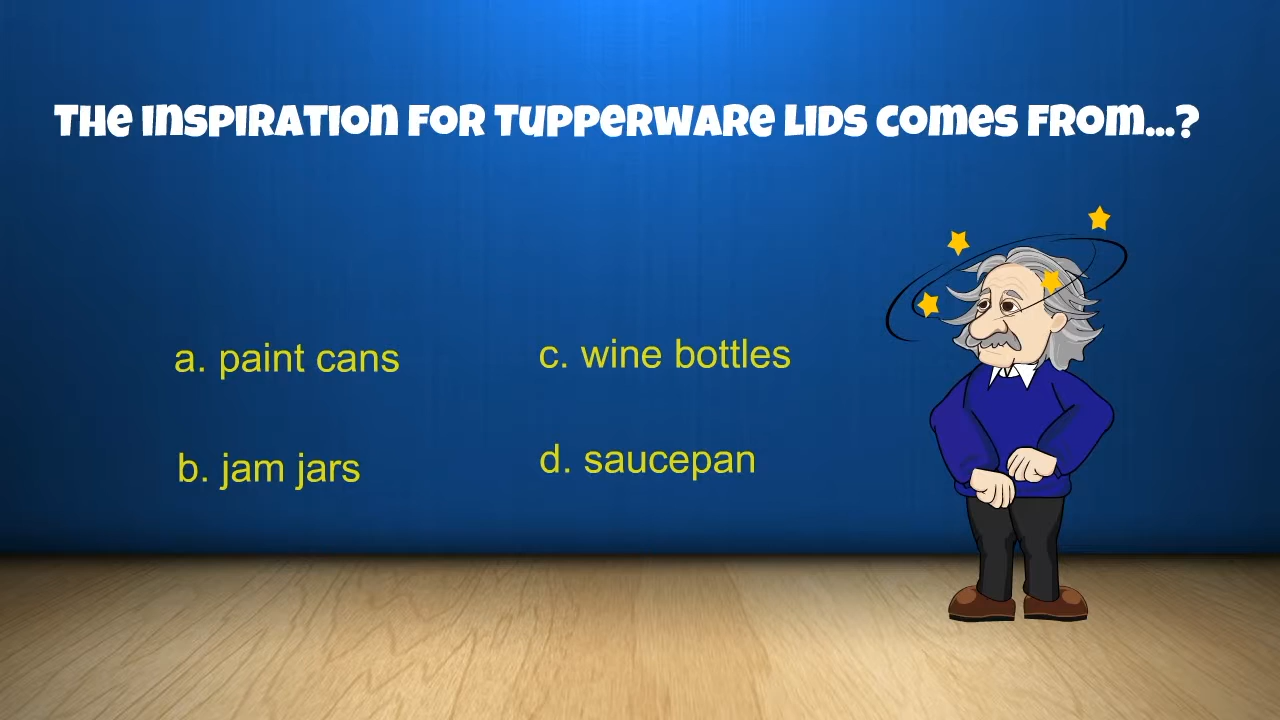 The inspiration for Tupperware lids comes from...?
a. paint cans
b. jam jars
c. wine bottles
d. saucepan